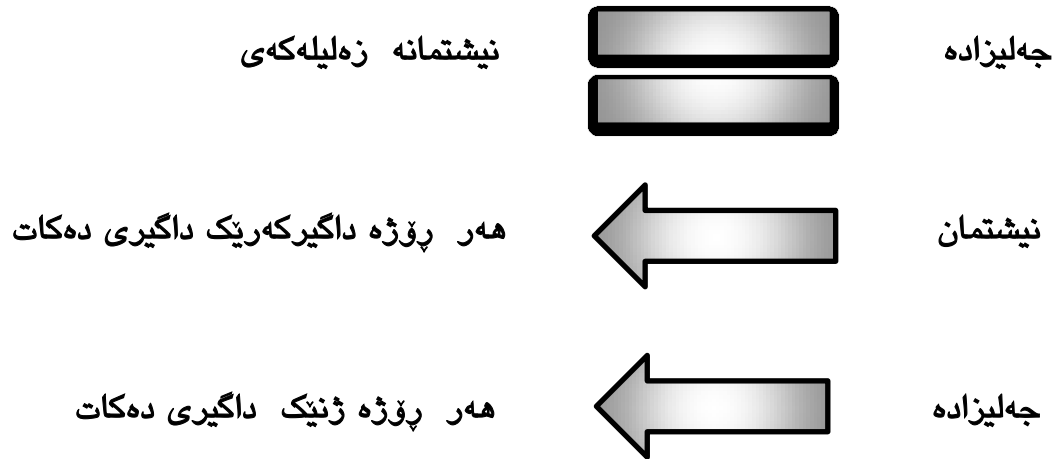 جەلیزادە نیشتمانە زەلیلەکەی
نیشتمان هەر ڕۆژە داگیرکەرێک داگیری دەکات
جەلیزادە هەر ڕۆژە ژنێک داگیری دەکات